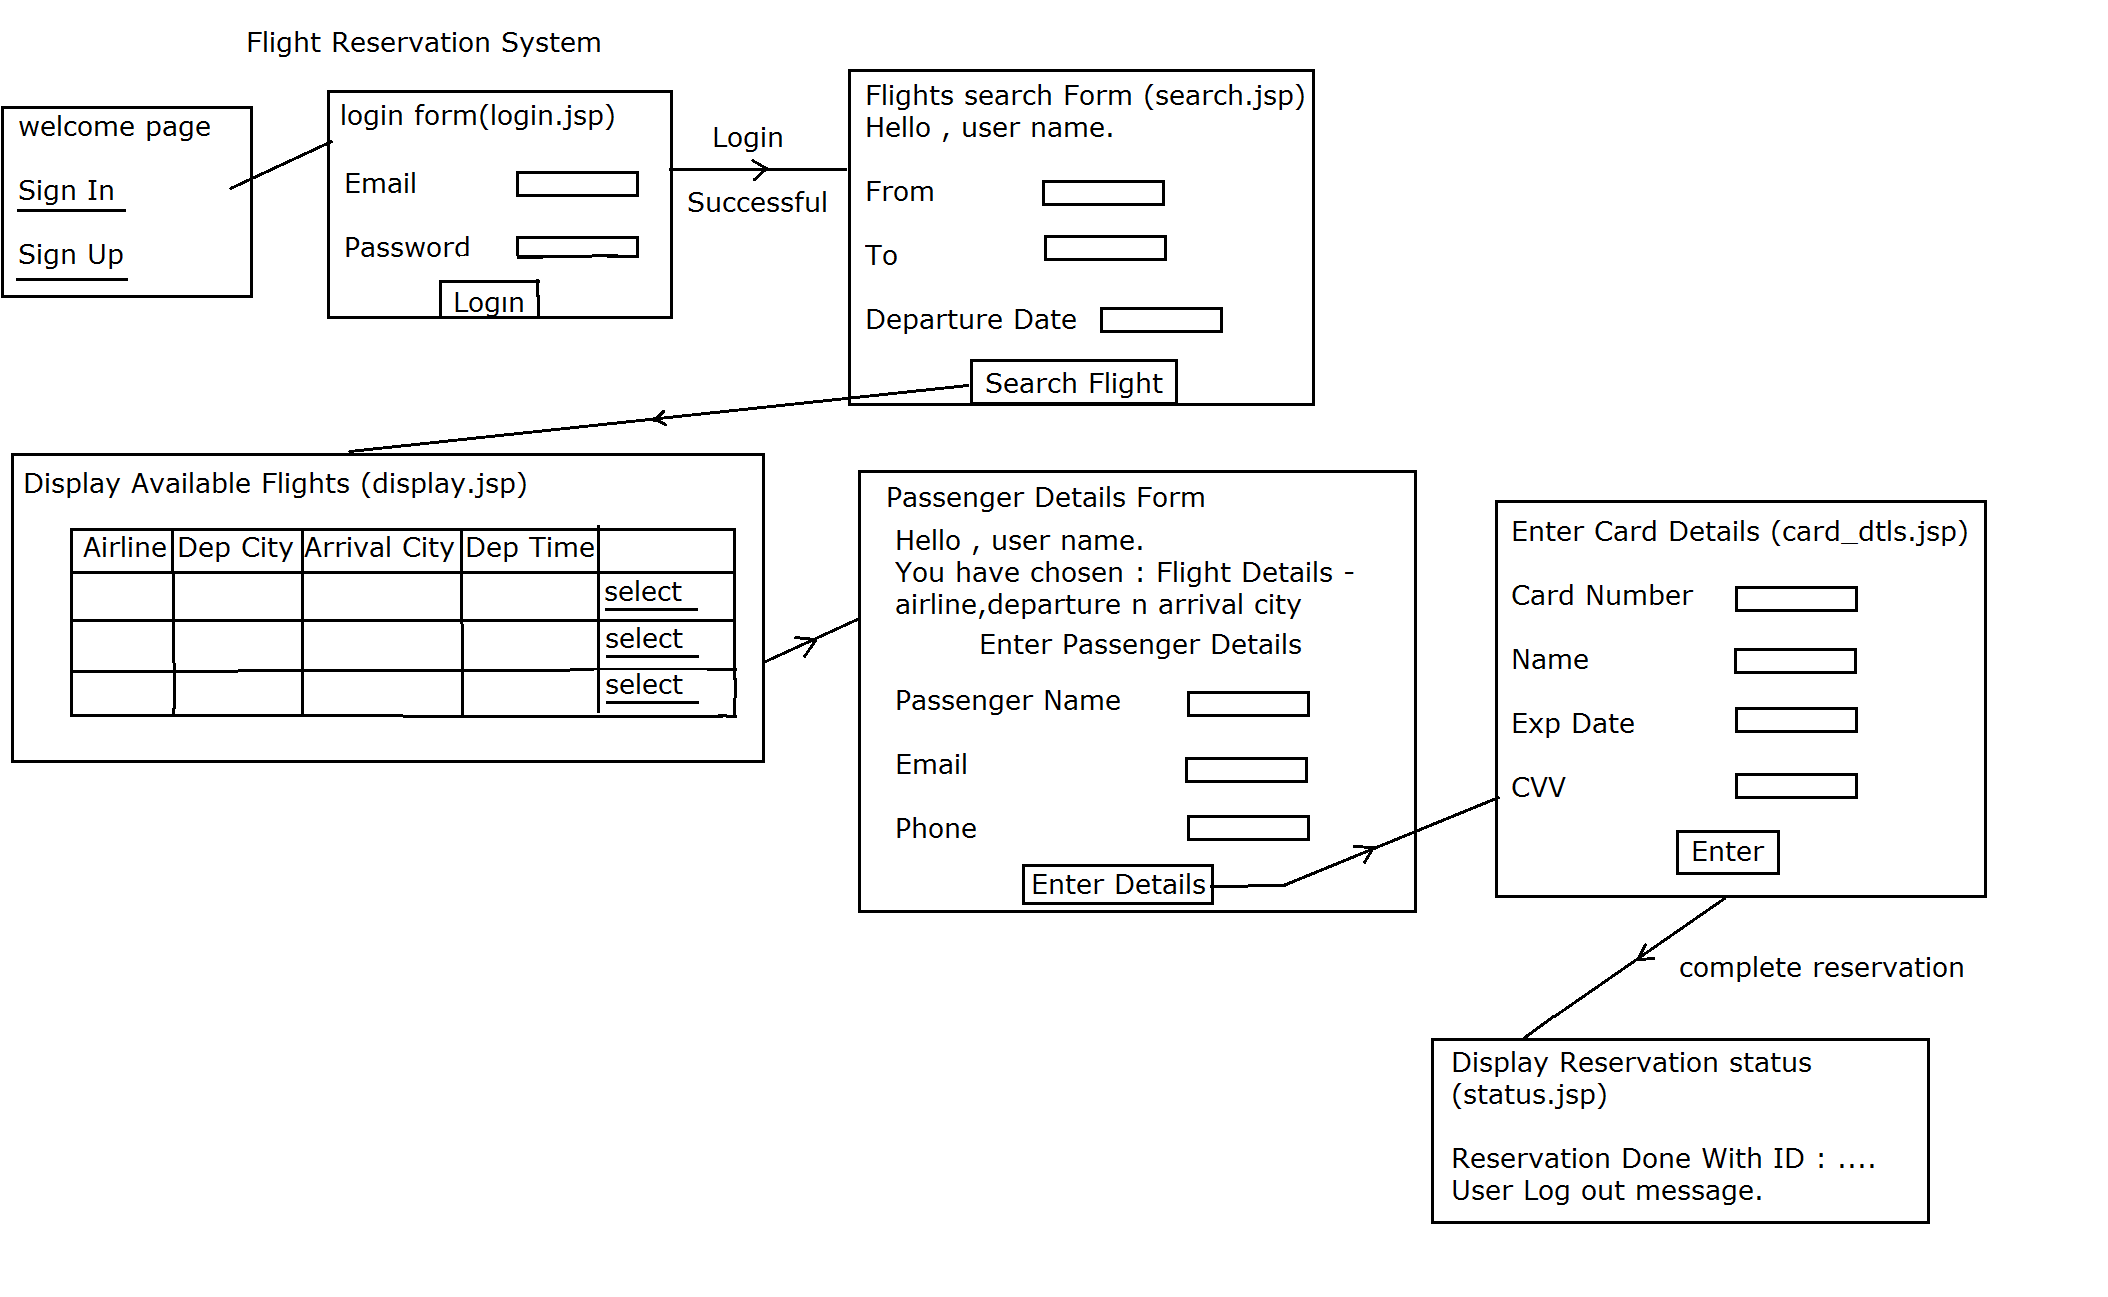 Flight Reservation System
welcome page
Sign In
Sign Up
login form(login.jsp)
Email
Password
Login
Login
Successful
Flights search Form (search.jsp)
Hello , user name.
From
To
Departure Date
Search Flight
Display Available Flights (display.jsp)
Airline Dep City Arrival City Dep Time
select
select
select
Passenger Details Form
Hello , user name.
You have chosen : Flight Details -
airline,departure n arrival city
Enter Passenger Details
Passenger Name
Email
Phone
Enter Details
Enter Card Details (card_dtls.jsp)
Card Number
Name
Exp Date
CVV
Enter
complete reservation
Display Reservation status
(status.jsp)
Reservation Done With ID : ....
User Log out message.